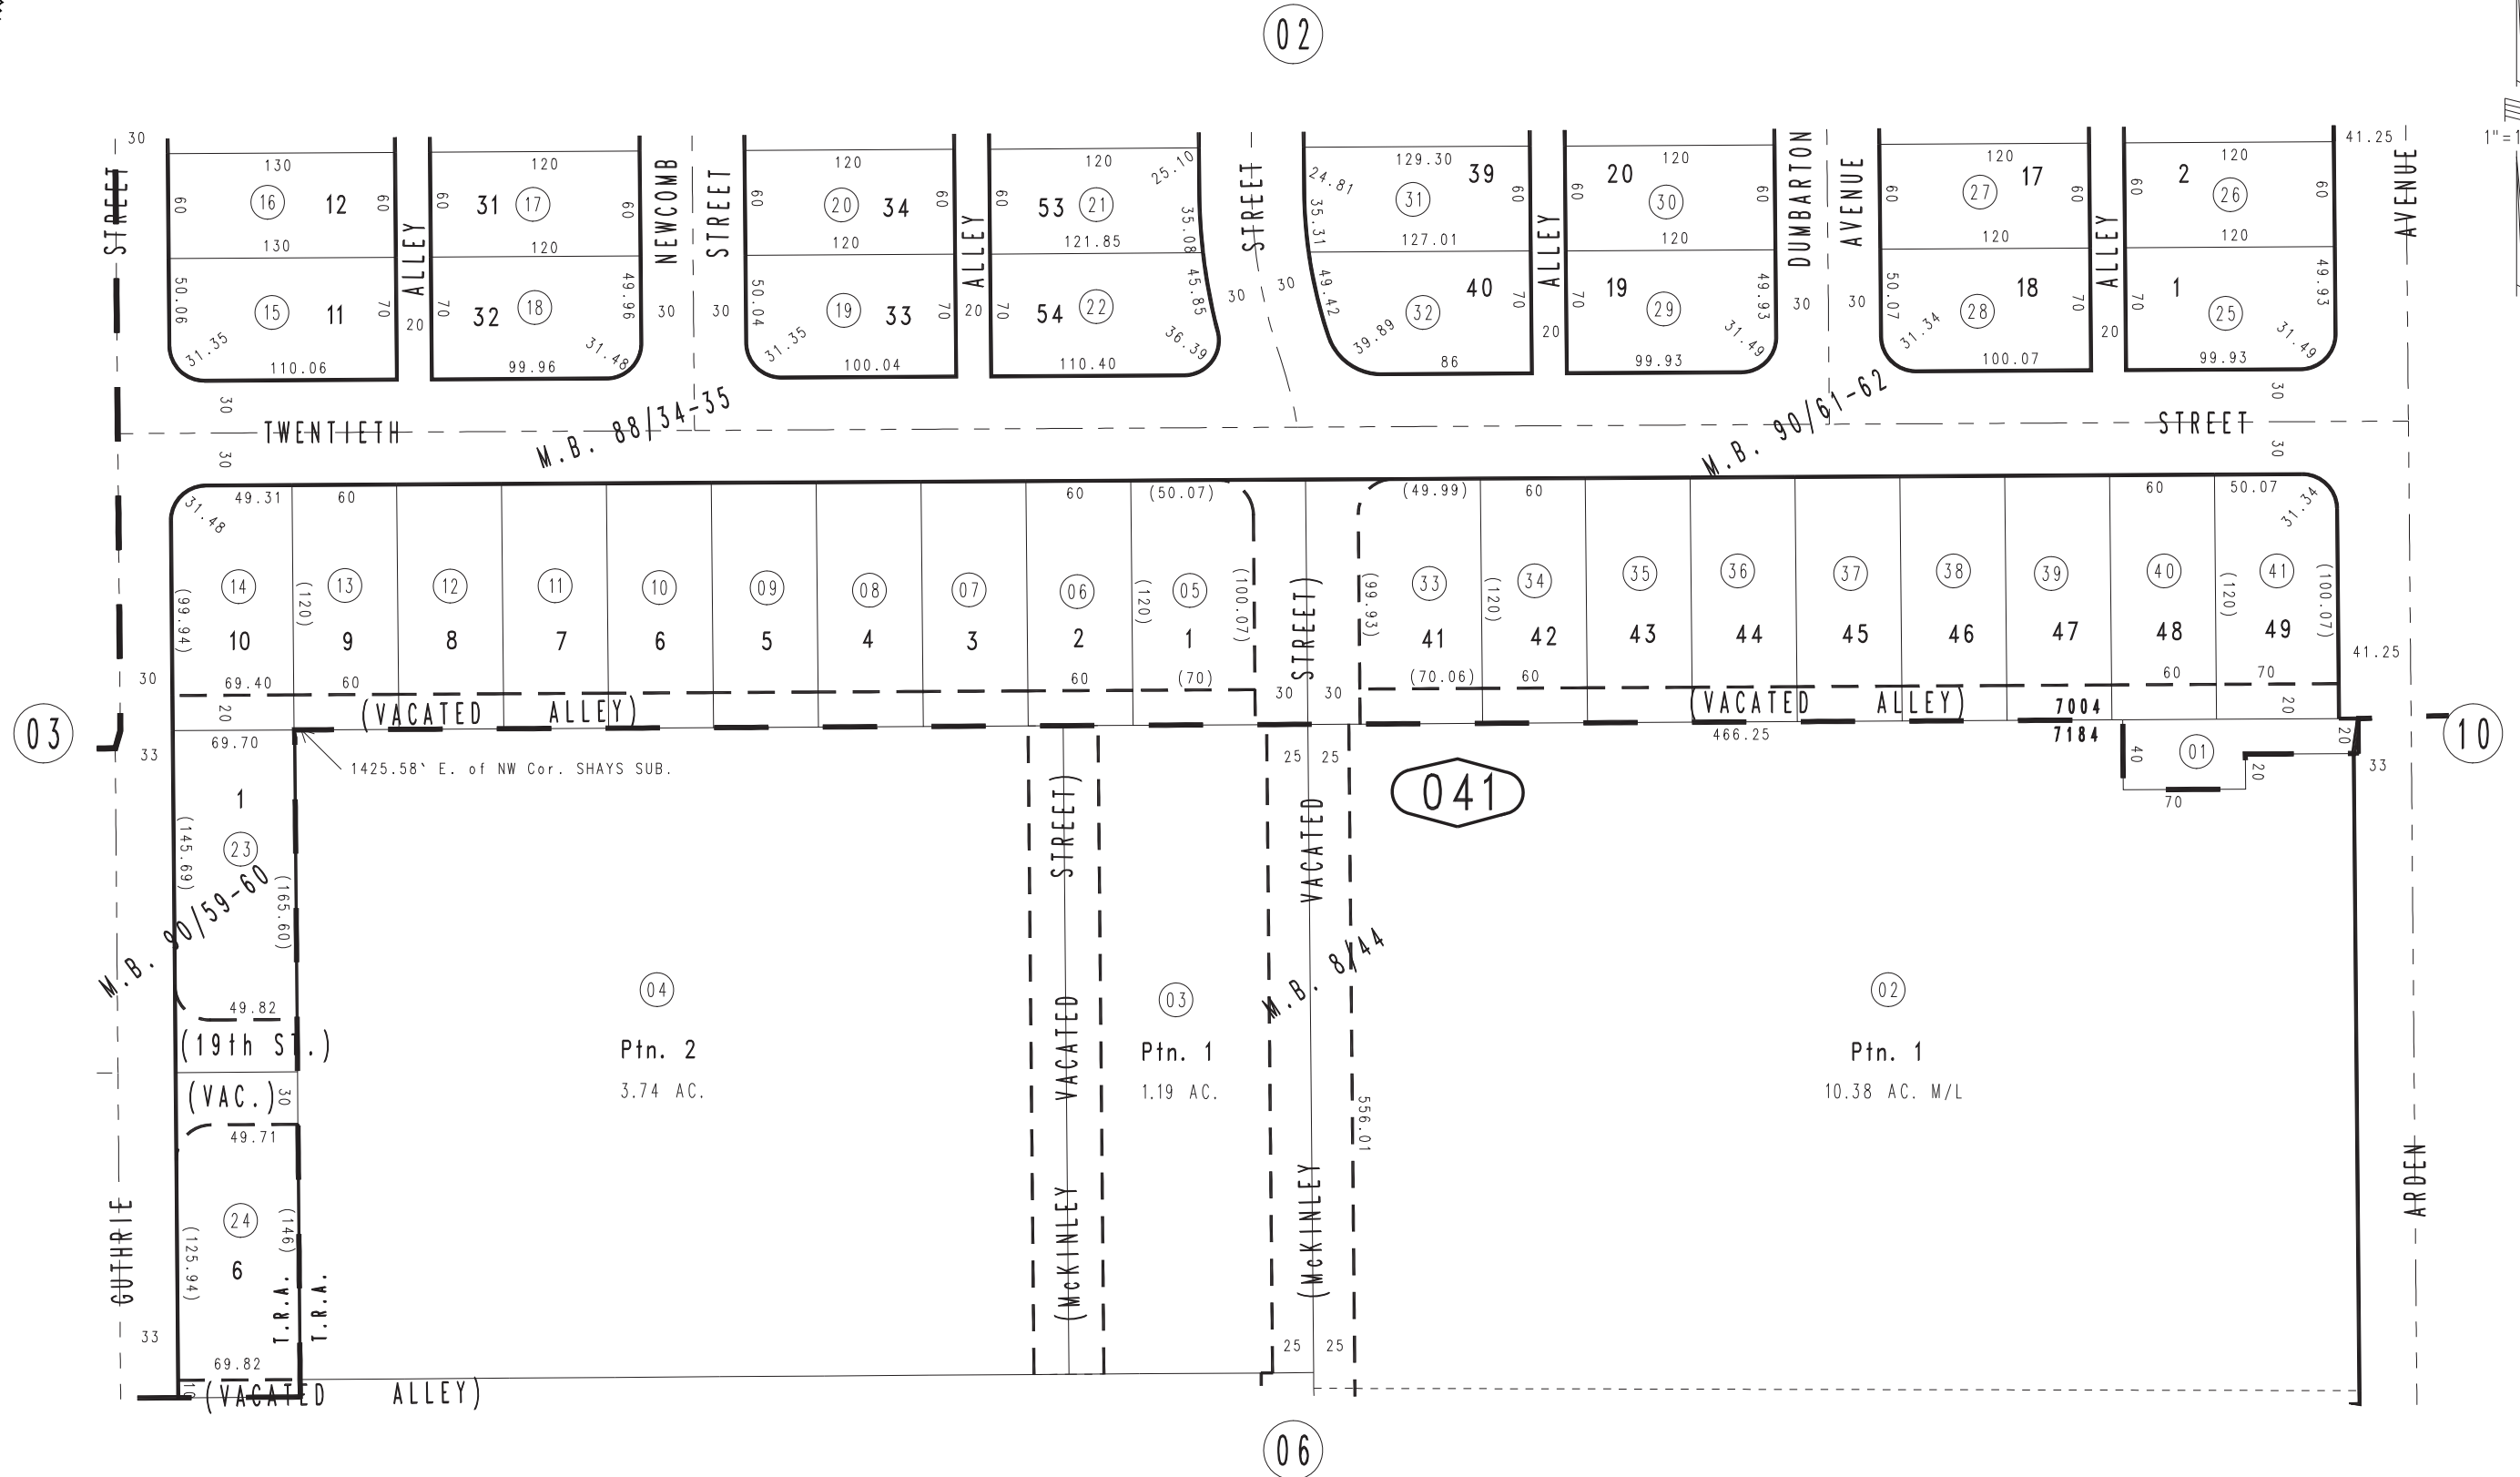 02
30 41.25 1"=1
STREET NEWCOMB STREET STREET DUMBARTON AVENUE AVENUE
130 120 120 120 25.10 24.81 129.30 120 120 120
60 16 12 60 60 31 17 60 60 20 34 60 60 53 21 35.08 35.31 31 39 60 60 20 30 60 60 27 17 60 60 2 26 60
130 120 120 121.85 127.01 120 120 120
ALLEY ALLEY ALLEY ALLEY
50.06 15 11 70 20 70 32 18 49.96 30 30 50.04 19 33 70 20 70 54 22 45.85 30 30 49.42 32 40 70 20 70 19 29 49.93 30 30 50.07 28 18 70 20 70 1 25 49.93
31.35 31.48 31.35 36.39 39.89 31.49 31.34 31.49
110.06 99.96 100.04 110.40 86 99.93 100.07 99.93
30 30
TWENTIETH M.B. 88/34-35 M.B. 90/61-62 STREET
30 30
31.48 49.31 60 60 (50.07) (49.99) 60 60 50.07 31.34
14 13 12 11 10 09 08 07 06 05 33 34 35 36 37 38 39 40 41
(99.94) (120) (120) (100.07) STREET) (99.93) (120) (120) (100.07)
10 9 8 7 6 5 4 3 2 1 41 42 43 44 45 46 47 48 49
41.25
30 69.40 60 60 (70) 30 30 (70.06) 60 60 70
20 (VACATED ALLEY) (VACATED ALLEY) 7004 20
03 10
33 69.70 25 25 466.25 7184 40 01 20 20 33
1425.58` E. of NW Cor. SHAYS SUB.
70
1 041
STREET) VACATED
(145.69) 23 (165.60)
M.B. 90/59-60
M.B. 8/44
04 03 02
49.82
(19th ST.) Ptn. 2 VACATED Ptn. 1 Ptn. 1
(VAC.) 30 3.74 AC. 1.19 AC. 10.38 AC. M/L
556.01
49.71
GUTHRIE (McKINLEY (McKINLEY ARDEN
24 (146)
(125.94) 6
T.R.A. T.R.A.
33 25 25
69.82
10 (VACATED ALLEY)
06